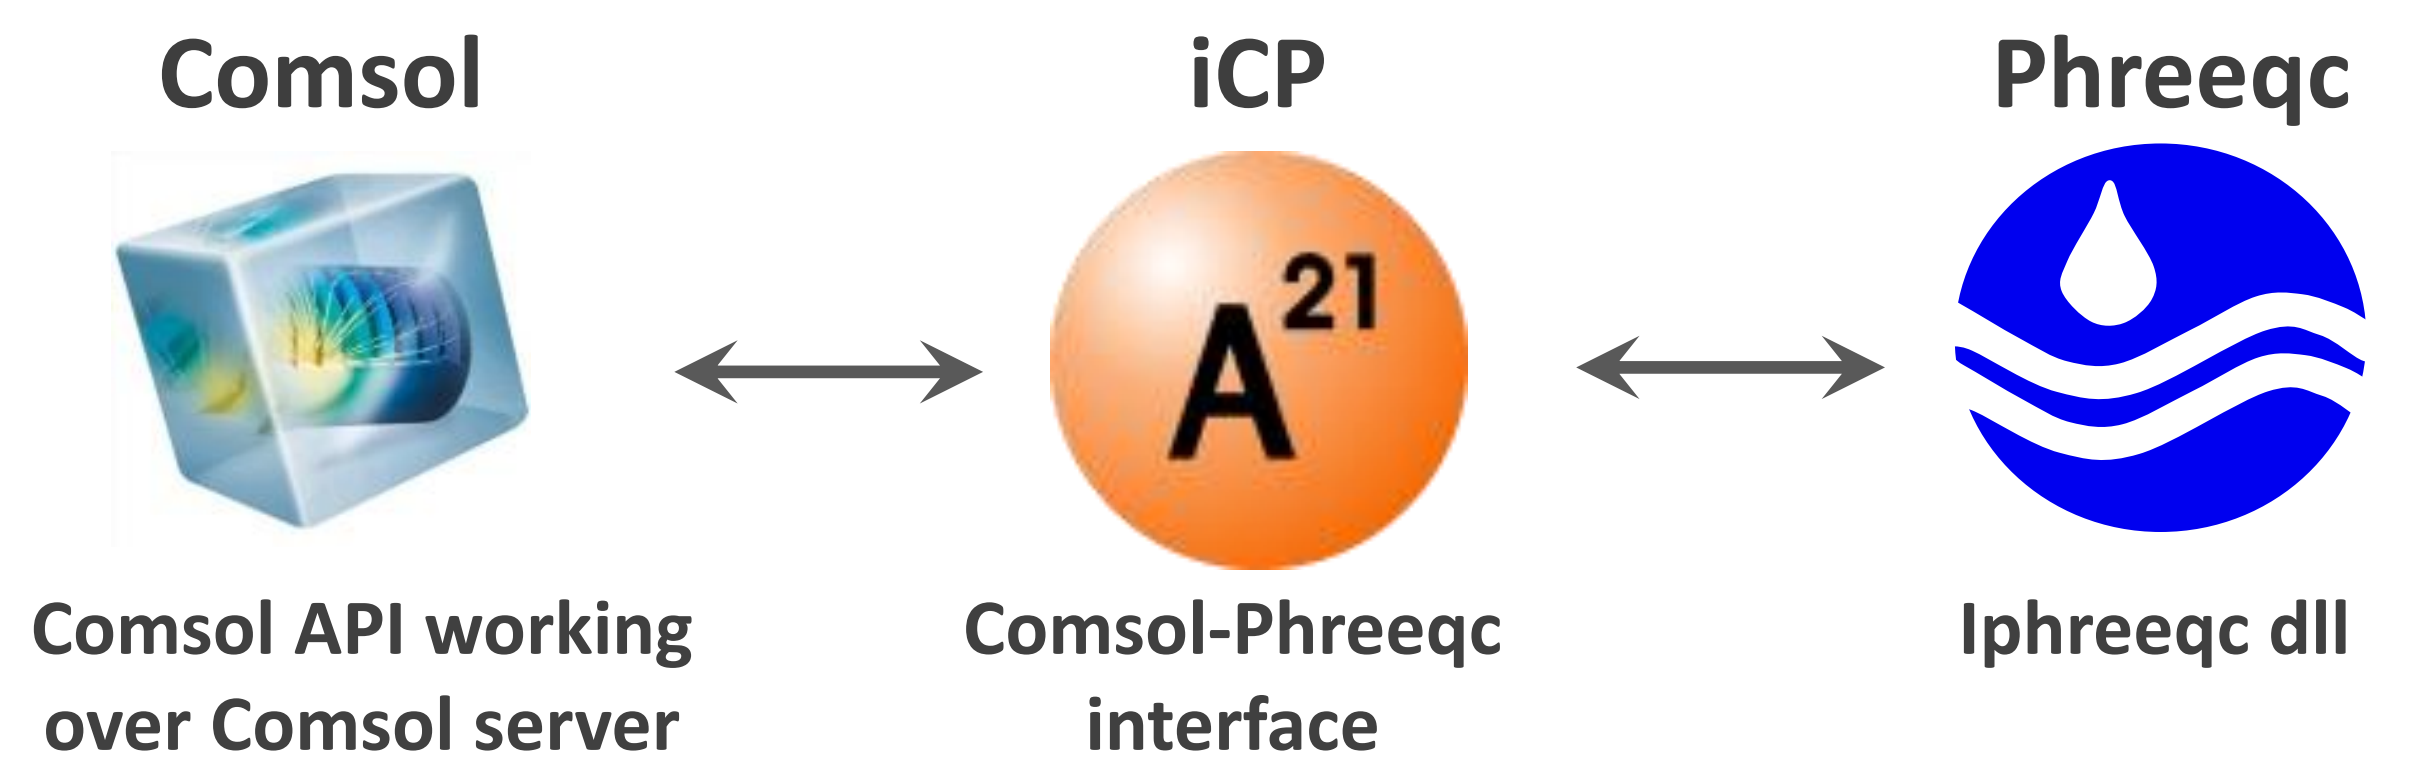 Comsol
iCP
Phreeqc
A21
Comsol API working
over Comsol server
Comsol-Phreeqc
interface
Iphreeqc dll